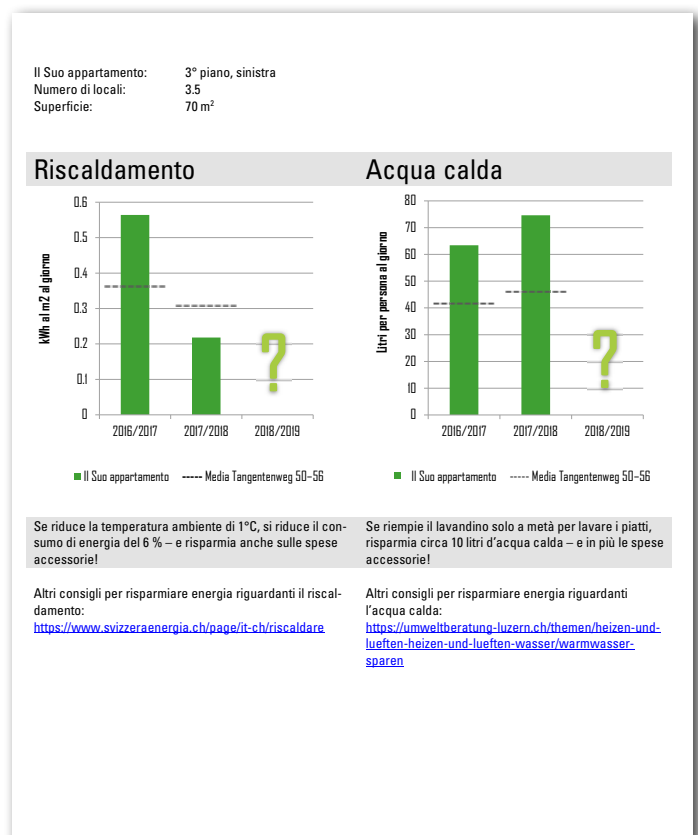 Il Suo appartamento: 3° piano, sinistra
Numero di locali: 3.5
Superficie: 70 m²
Riscaldamento
0.6
0.5
0.4
0.3
0.2
0.1
0
kWh al m2 al giorno
?
2016/2017 2017/2018 2018/2019
Il Suo appartamento ----- Media Tangentenweg 50–56
Se riduce la temperatura ambiente di 1°C, si riduce il con-
sumo di energia del 6 % – e risparmia anche sulle spese
accessorie!
Altri consigli per risparmiare energia riguardanti il riscal-
damento:
https://www.svizzeraenergia.ch/page/it-ch/riscaldare
Acqua calda
80
70
60
50
40
30
20
10
0
Litri per persona al giorno
?
2016/2017 2017/2018 2018/2019
Il Suo appartamento ----- Media Tangentenweg 50–56
Se riempie il lavandino solo a metà per lavare i piatti,
risparmia circa 10 litri d’acqua calda – e in più le spese
accessorie!
Altri consigli per risparmiare energia riguardanti
l’acqua calda:
https://umweltberatung-luzern.ch/themen/heizen-und-
lueften-heizen-und-lueften-wasser/warmwasser-
sparen